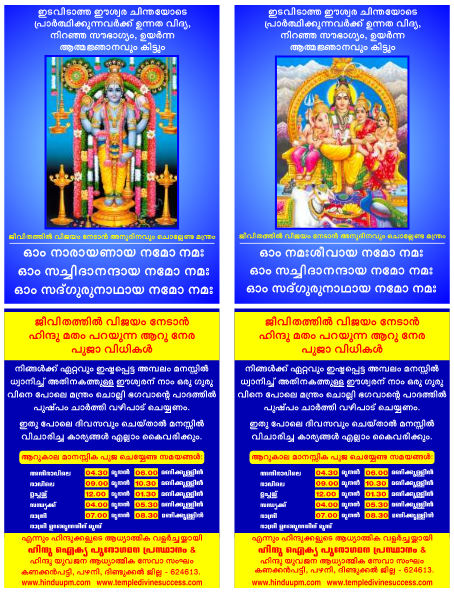 ഇടവിടാത്ത ഈശ്വര ചിന്തയോടെ
പ്രാർത്ഥിക്കുന്നവർക്ക് ഉന്നത വിദ്യ,
നിറഞ്ഞ സൗഭാഗ്യം, ഉയർന്ന
ആത്മജ്ഞാനവും കിട്ടും
ജീവിതത്തിൽ വിജയം നേടാൻ അനുദിനവും ചൊല്ലേണ്ട മന്ത്രം
ഓം നാരായണായ നമോ നമഃ
ഓം സച്ചിദാനന്ദായ നമോ നമഃ
ഓം സദ്ഗുരുനാഥായ നമോ നമഃ
ഇടവിടാത്ത ഈശ്വര ചിന്തയോടെ
പ്രാർത്ഥിക്കുന്നവർക്ക് ഉന്നത വിദ്യ,
നിറഞ്ഞ സൗഭാഗ്യം, ഉയർന്ന
ആത്മജ്ഞാനവും കിട്ടും
ജീവിതത്തിൽ വിജയം നേടാൻ അനുദിനവും ചൊല്ലേണ്ട മന്ത്രം
ഓം നമഃശിവായ നമോ നമഃ
ഓം സച്ചിദാനന്ദായ നമോ നമഃ
ഓം സദ്ഗുരുനാഥായ നമോ നമഃ
ജീവിതത്തിൽ വിജയം നേടാൻ
ഹിന്ദു മതം പറയുന്ന ആറു നേര
പൂജാ വിധികൾ
നിങ്ങൾക്ക് ഏറ്റവും ഇഷ്ടപ്പെട്ട അമ്പലം മനസ്സിൽ
ധ്യാനിച്ച് അതിനകത്തുള്ള ഈശ്വരന് നാം ഒരു ഗുരു
വിനെ പോലെ മന്ത്രം ചൊല്ലി ഭഗവാന്റെ പാദത്തിൽ
പുഷ്പം ചാർത്തി വഴിപാട് ചെയ്യണം.
ഇതു പോലെ ദിവസവും ചെയ്താൽ മനസ്സിൽ
വിചാരിച്ച കാര്യങ്ങൾ എല്ലാം കൈവരിക്കും.
ആറുകാല മാനസ്സിക പൂജ ചെയ്യേണ്ട സമയങ്ങൾ:
അതിരാവിലെ 04.30 മുതൽ 06.00 മണിക്കുള്ളിൽ
രാവിലെ 09.00 മുതൽ 10.30 മണിക്കുള്ളിൽ
ഉച്ചയ്ക്ക് 12.00 മുതൽ 01.30 മണിക്കുള്ളിൽ
സന്ധ്യക്ക് 04.00 മുതൽ 05.30 മണിക്കുള്ളിൽ
രാത്രി 07.00 മുതൽ 08.30 മണിക്കുള്ളിൽ
രാത്രി ഉറങ്ങുന്നതിന് മുമ്പ്
എന്നും ഹിന്ദുക്കളുടെ ആധ്യാത്മിക വളർച്ചയ്ക്കായി
ഹിന്ദു ഐക്യ പുരോഗമന പ്രസ്ഥാനം &
ഹിന്ദു യുവജന ആധ്യാത്മിക സേവാ സംഘം
കണക്കൻപട്ടി, പഴനി, ദിണ്ടുക്കൽ ജില്ല - 624613.
www.hinduupm.com www.templedivinesuccess.com
ജീവിതത്തിൽ വിജയം നേടാൻ
ഹിന്ദു മതം പറയുന്ന ആറു നേര
പൂജാ വിധികൾ
നിങ്ങൾക്ക് ഏറ്റവും ഇഷ്ടപ്പെട്ട അമ്പലം മനസ്സിൽ
ധ്യാനിച്ച് അതിനകത്തുള്ള ഈശ്വരന് നാം ഒരു ഗുരു
വിനെ പോലെ മന്ത്രം ചൊല്ലി ഭഗവാന്റെ പാദത്തിൽ
പുഷ്പം ചാർത്തി വഴിപാട് ചെയ്യണം.
ഇതു പോലെ ദിവസവും ചെയ്താൽ മനസ്സിൽ
വിചാരിച്ച കാര്യങ്ങൾ എല്ലാം കൈവരിക്കും.
ആറുകാല മാനസ്സിക പൂജ ചെയ്യേണ്ട സമയങ്ങൾ:
അതിരാവിലെ 04.30 മുതൽ 06.00 മണിക്കുള്ളിൽ
രാവിലെ 09.00 മുതൽ 10.30 മണിക്കുള്ളിൽ
ഉച്ചയ്ക്ക് 12.00 മുതൽ 01.30 മണിക്കുള്ളിൽ
സന്ധ്യക്ക് 04.00 മുതൽ 05.30 മണിക്കുള്ളിൽ
രാത്രി 07.00 മുതൽ 08.30 മണിക്കുള്ളിൽ
രാത്രി ഉറങ്ങുന്നതിന് മുമ്പ്
എന്നും ഹിന്ദുക്കളുടെ ആധ്യാത്മിക വളർച്ചയ്ക്കായി
ഹിന്ദു ഐക്യ പുരോഗമന പ്രസ്ഥാനം &
ഹിന്ദു യുവജന ആധ്യാത്മിക സേവാ സംഘം
കണക്കൻപട്ടി, പഴനി, ദിണ്ടുക്കൽ ജില്ല - 624613.
www.hinduupm.com www.templedivinesuccess.com